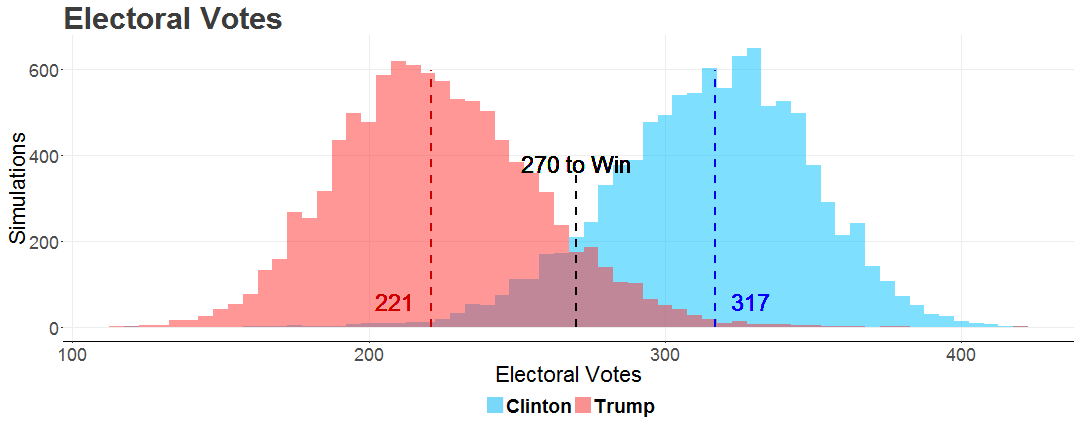 Electoral Votes
600
400
200
0
Simulations
270 to Win
221
317
100
200
300
400
Electoral Votes
Clinton Trump